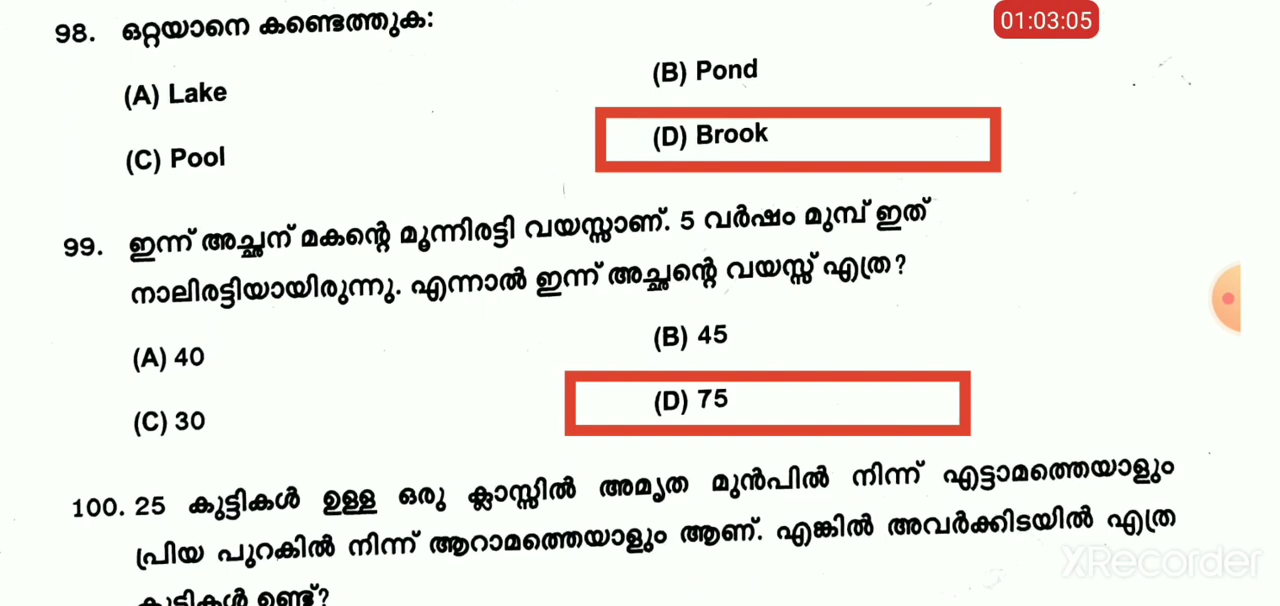 01:03:05
98. ഒറ്റയാനെ കണ്ടെത്തുക:
(A) Lake
(B) Pond
(C) Pool
(D) Brook
99. ഇന്ന് അച്ഛന് മകന്റെ മൂന്നിരട്ടി വയസ്സാണ്. 5 വർഷം മുമ്പ് ഇത്
നാലിരട്ടിയായിരുന്നു. എന്നാൽ ഇന്ന് അച്ഛന്റെ വയസ്സ് എത്ര?
(A) 40
(B) 45
(C) 30
(D) 75
100. 25 കുട്ടികൾ ഉള്ള ഒരു ക്ലാസ്സിൽ അമൃത മുൻപിൽ നിന്ന് എട്ടാമത്തെയാളും
പ്രിയ പുറകിൽ നിന്ന് ആറാമത്തെയാളും ആണ്. എങ്കിൽ അവർക്കിടയിൽ എത്ര
കുട്ടികൾ ഉണ്ട്?
XRecorder